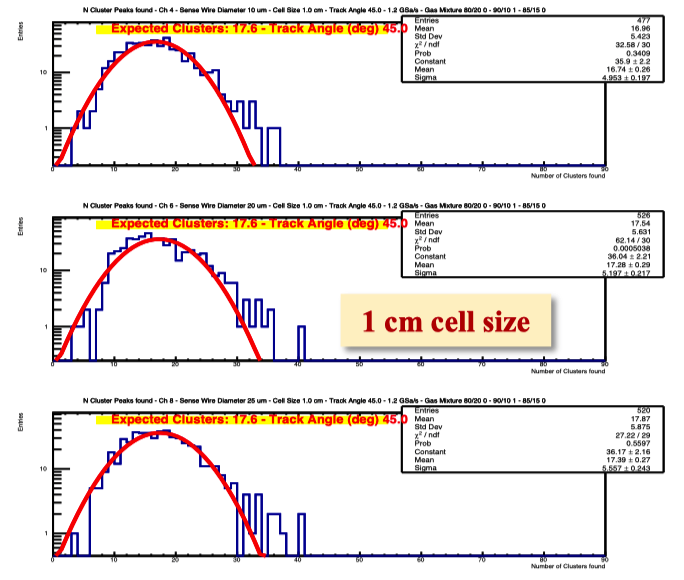 N Cluster Peaks found - Ch 4 - Sense Wire Diameter 10 um - Cell Size 1.0 cm - Track Angle 45.0 - 1.2 GSa/s - Gas Mixture 80/20 0 - 90/10 1 - 85/15 0
Expected Clusters: 17.6 - Track Angle (deg) 45.0
Entries 477
Mean 16.96
Std Dev 5.423
χ² / ndf 32.58 / 30
Prob 0.3409
Constant 35.9 ± 2.2
Mean 16.74 ± 0.26
Sigma 4.953 ± 0.197
Entries
10
1
0 10 20 30 40 50 60 70 80 90
Number of Clusters found
N Cluster Peaks found - Ch 6 - Sense Wire Diameter 20 um - Cell Size 1.0 cm - Track Angle 45.0 - 1.2 GSa/s - Gas Mixture 80/20 0 - 90/10 1 - 85/15 0
Expected Clusters: 17.6 - Track Angle (deg) 45.0
Entries 526
Mean 17.54
Std Dev 5.631
χ² / ndf 62.14 / 30
Prob 0.0005038
Constant 36.04 ± 2.21
Mean 17.28 ± 0.29
Sigma 5.197 ± 0.217
Entries
10
1
1 cm cell size
0 10 20 30 40 50 60 70 80 90
Number of Clusters found
N Cluster Peaks found - Ch 8 - Sense Wire Diameter 25 um - Cell Size 1.0 cm - Track Angle 45.0 - 1.2 GSa/s - Gas Mixture 80/20 0 - 90/10 1 - 85/15 0
Expected Clusters: 17.6 - Track Angle (deg) 45.0
Entries 520
Mean 17.87
Std Dev 5.875
χ² / ndf 27.22 / 29
Prob 0.5597
Constant 36.17 ± 2.16
Mean 17.39 ± 0.27
Sigma 5.557 ± 0.243
Entries
10
1
0 10 20 30 40 50 60 70 80 90
Number of Clusters found